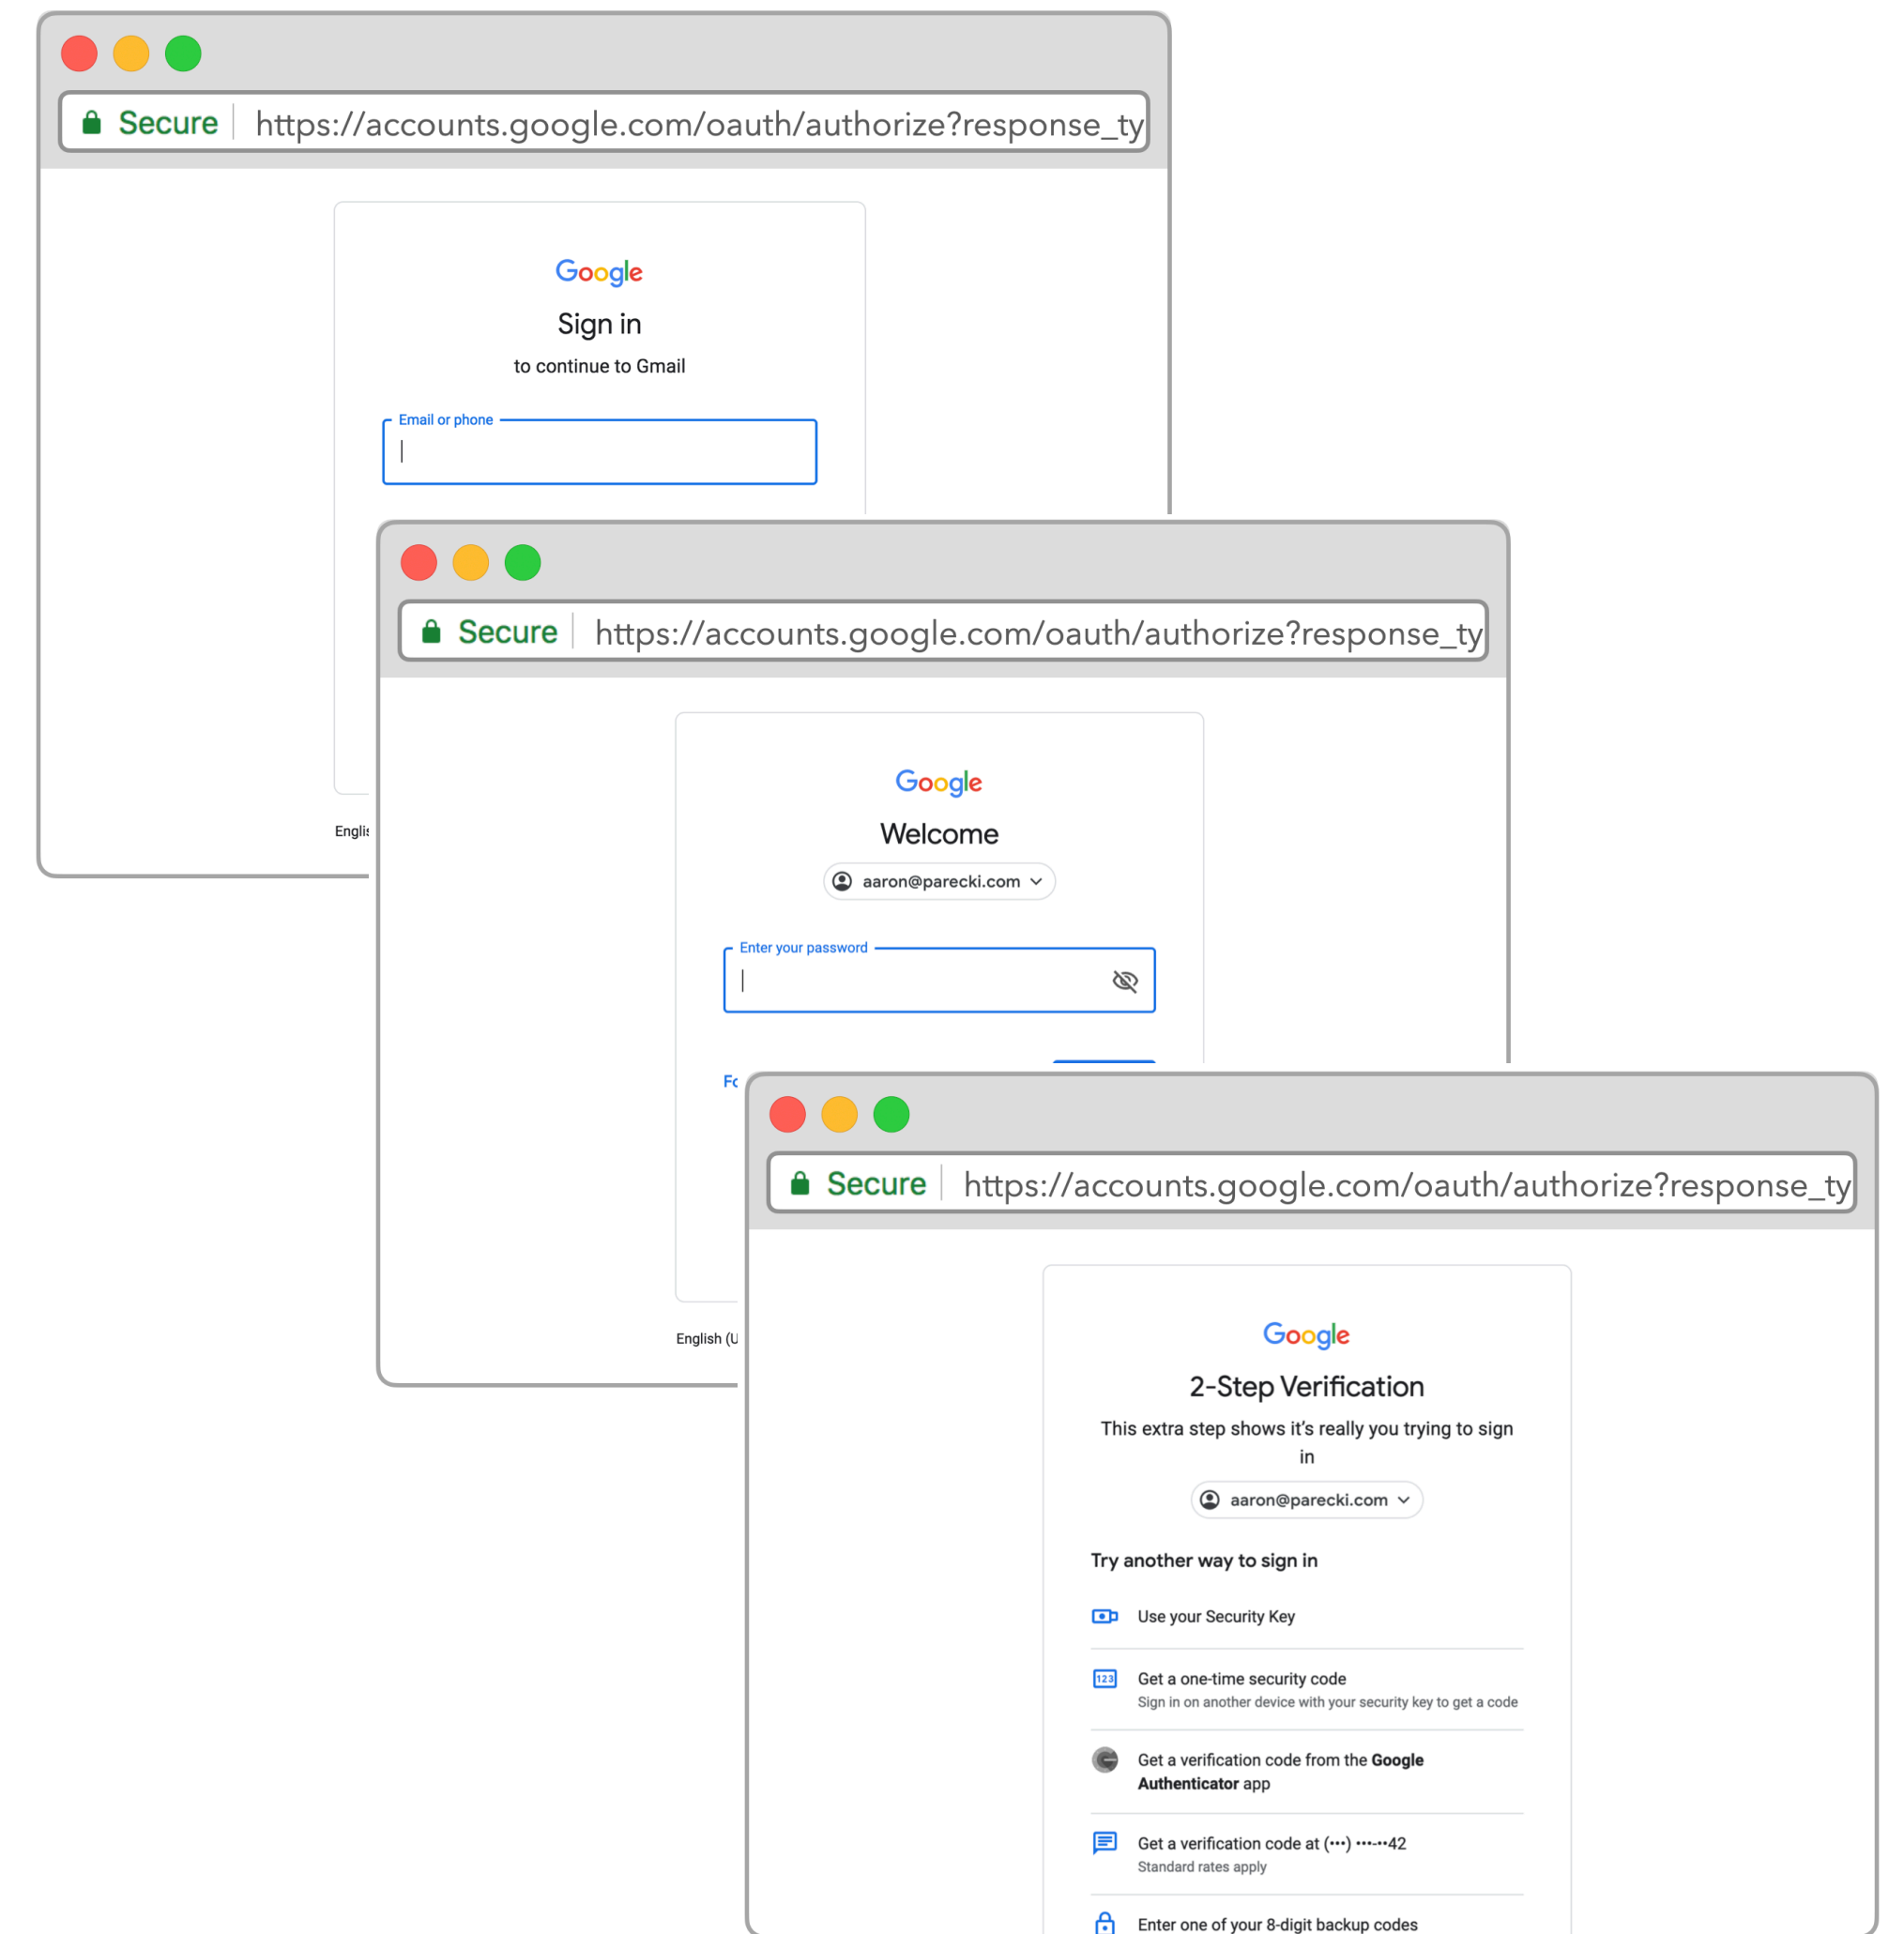 Secure https://accounts.google.com/oauth/authorize?response_ty
Google
Sign in
to continue to Gmail
Email or phone
Secure https://accounts.google.com/oauth/authorize?response_ty
Google
Welcome
aaron@parecki.com
Enter your password
Secure https://accounts.google.com/oauth/authorize?response_ty
English (U
Google
2-Step Verification
This extra step shows it's really you trying to sign
in
aaron@parecki.com
Try another way to sign in
Use your Security Key
123
Get a one-time security code
Sign in on another device with your security key to get a code
Get a verification code from the Google
Authenticator app
Get a verification code at (•••) •••-••42
Standard rates apply
Enter one of your 8-digit backup codes